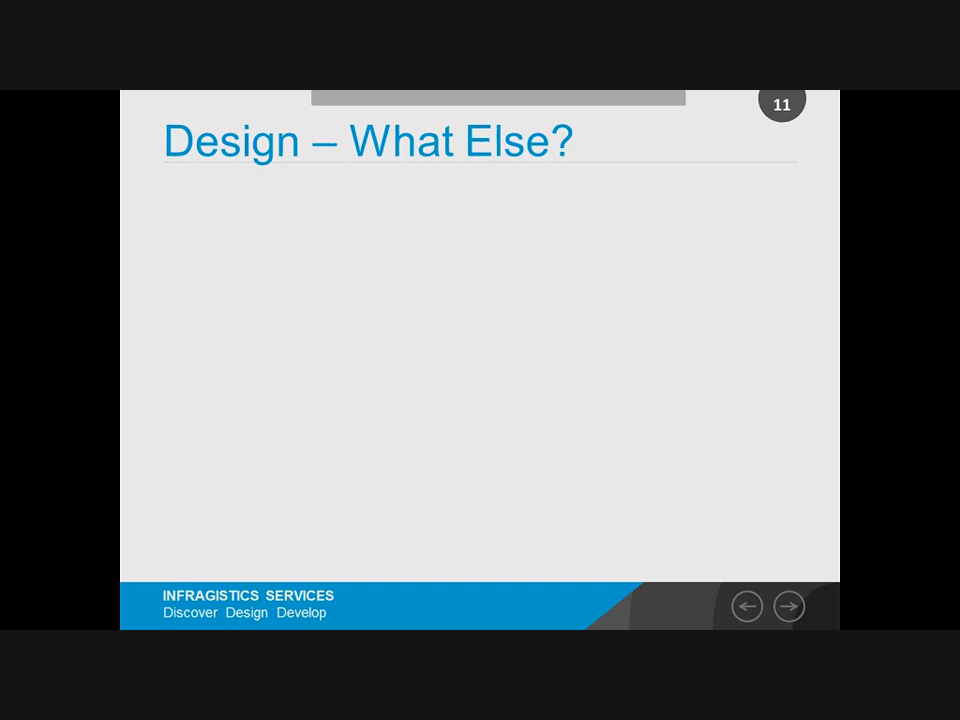 11
Design – What Else?
INFRAGISTICS SERVICES
Discover Design Develop